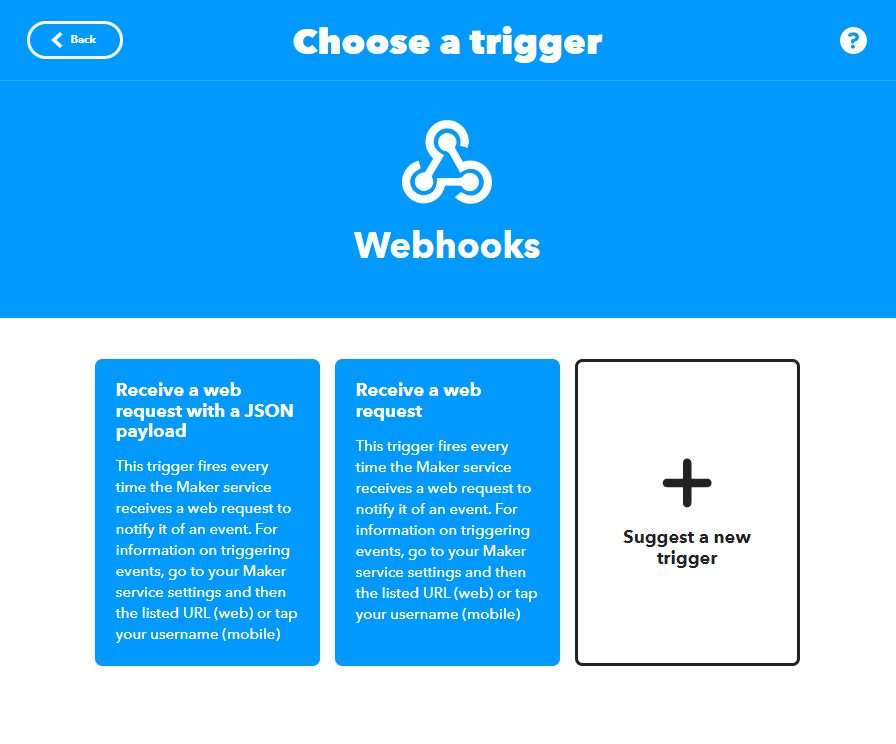 Back
Choose a trigger
?
Webhooks
Receive a web
request with a JSON
payload
This trigger fires every
time the Maker service
receives a web request to
notify it of an event. For
information on triggering
events, go to your Maker
service settings and then
the listed URL (web) or tap
your username (mobile)
Receive a web
request
This trigger fires every
time the Maker service
receives a web request to
notify it of an event. For
information on triggering
events, go to your Maker
service settings and then
the listed URL (web) or tap
your username (mobile)
Suggest a new
trigger